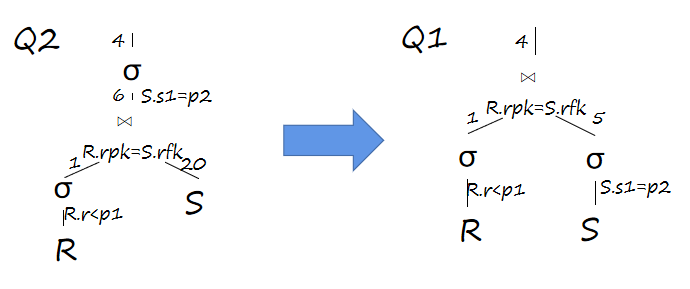 Q2
4
σ
6 S.s1=p2
⋈
R.rpk=S.rfk
1
20
σ
S
R.r<p1
R
Q1
4
⋈
R.rpk=S.rfk
1
5
σ
σ
R.r<p1
S.s1=p2
R
S